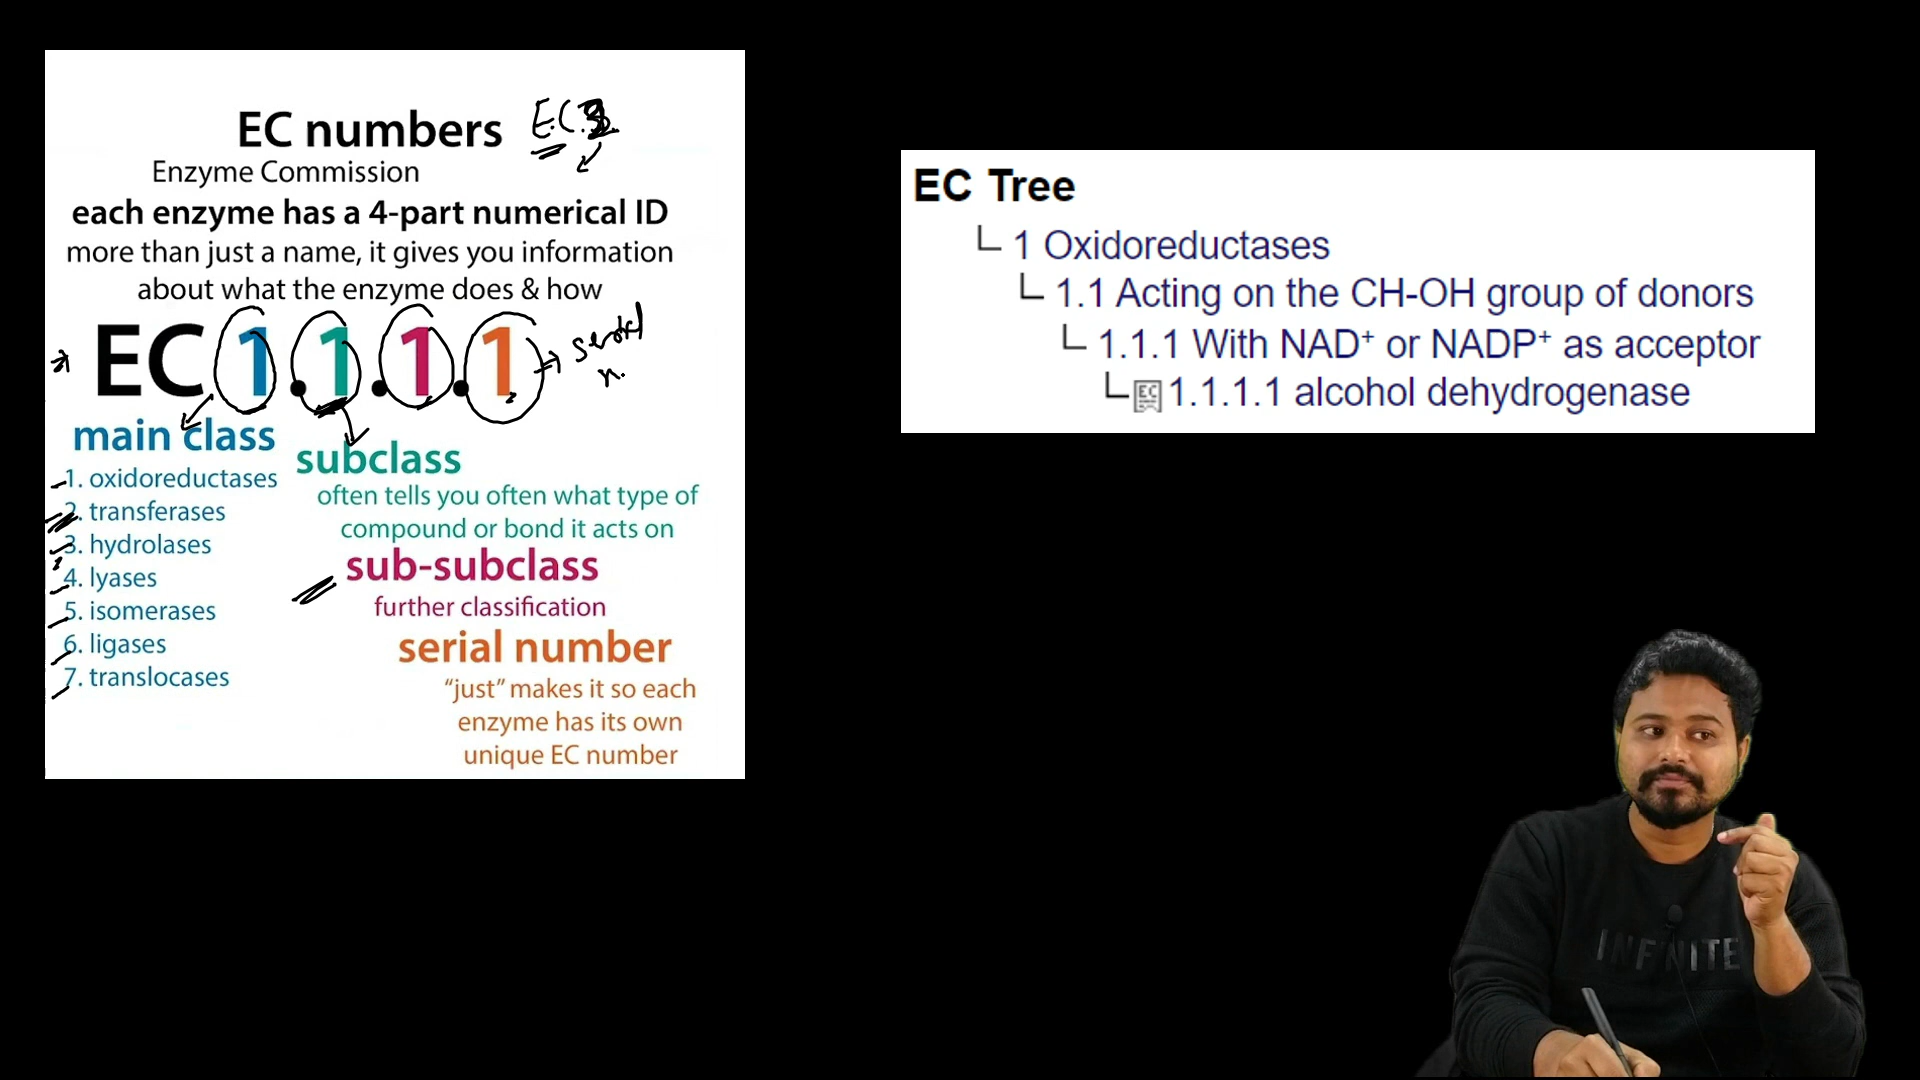 EC numbers
E.C.
Enzyme Commission
each enzyme has a 4-part numerical ID
more than just a name, it gives you information
about what the enzyme does & how
EC 1.1.1.1
main class
1. oxidoreductases
2. transferases
3. hydrolases
4. lyases
5. isomerases
6. ligases
7. translocases
subclass
often tells you often what type of
compound or bond it acts on
sub-subclass
further classification
serial number
“just” makes it so each
enzyme has its own
unique EC number
EC Tree
1 Oxidoreductases
1.1 Acting on the CH-OH group of donors
1.1.1 With NAD⁺ or NADP⁺ as acceptor
EC 1.1.1.1 alcohol dehydrogenase
INFINITE